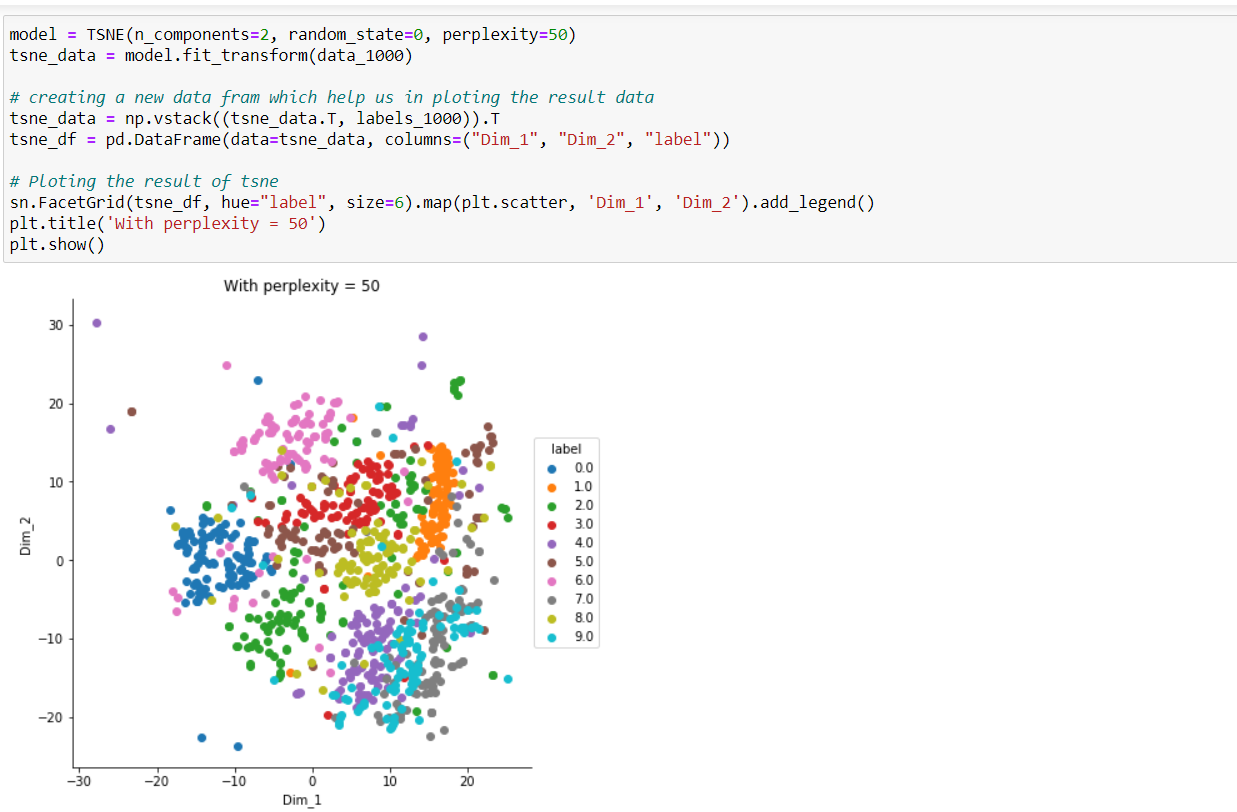 model = TSNE(n_components=2, random_state=0, perplexity=50)
tsne_data = model.fit_transform(data_1000)
# creating a new data fram which help us in ploting the result data
tsne_data = np.vstack((tsne_data.T, labels_1000)).T
tsne_df = pd.DataFrame(data=tsne_data, columns=("Dim_1", "Dim_2", "label"))
# Ploting the result of tsne
sn.FacetGrid(tsne_df, hue="label", size=6).map(plt.scatter, 'Dim_1', 'Dim_2').add_legend()
plt.title('With perplexity = 50')
plt.show()
With perplexity = 50
30
20
10
0
−10
−20
Dim_2
−30 −20 −10 0 10 20
Dim_1
label
0.0
1.0
2.0
3.0
4.0
5.0
6.0
7.0
8.0
9.0